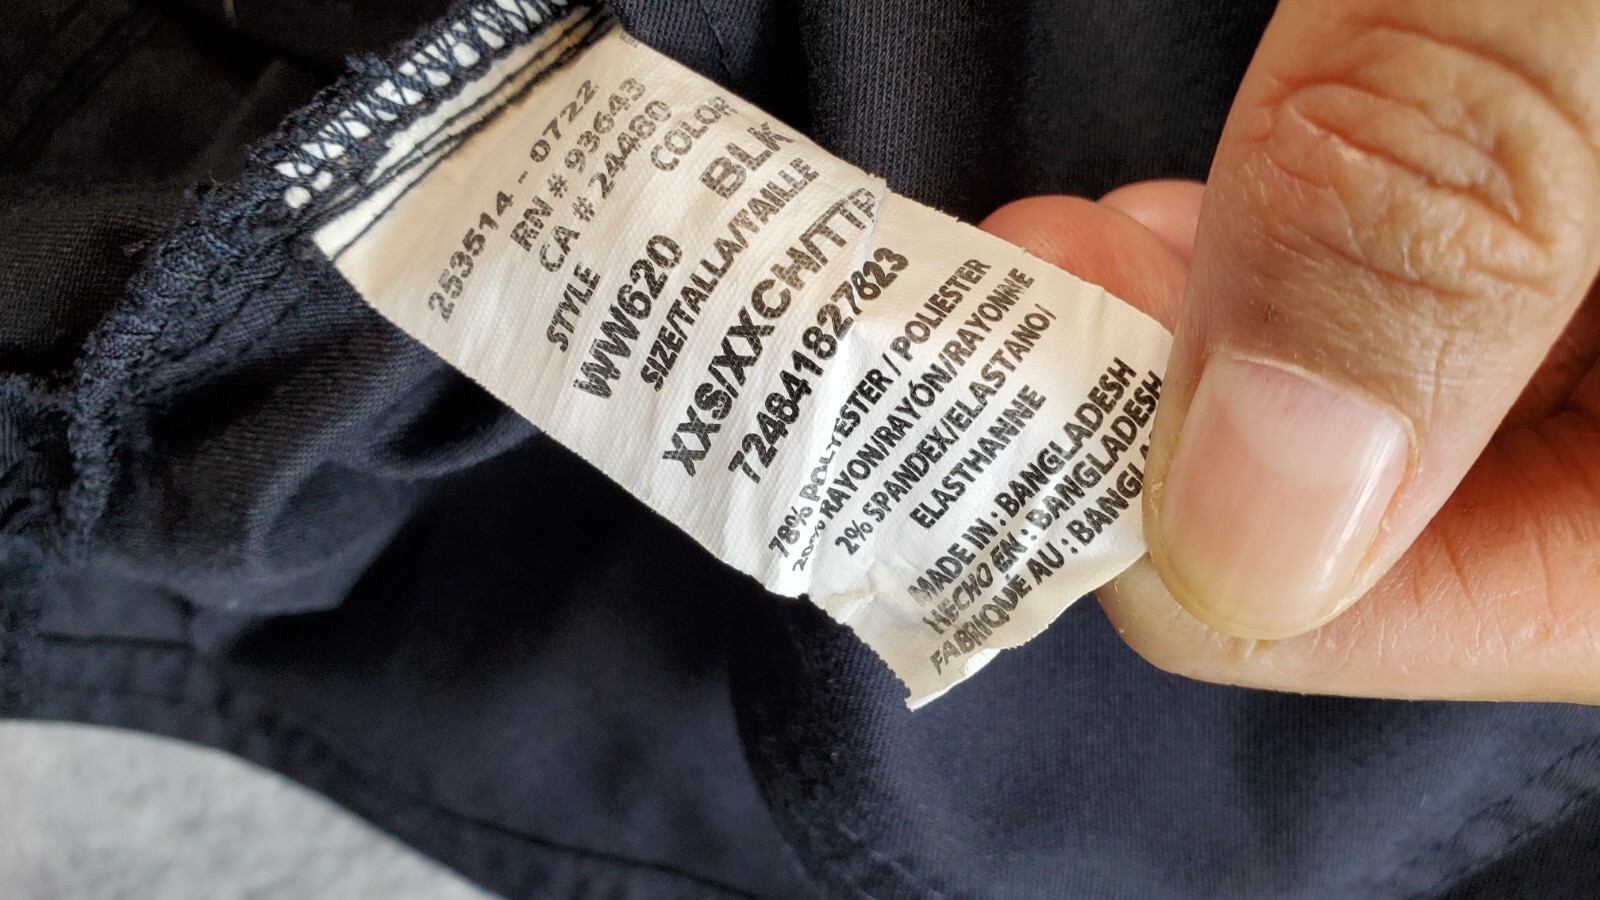 253514 - 0722
RN # 93643
CA # 24480
STYLE COLOR
WW620 BLK
SIZE/TALLA/TAILLE
XXS/XXCH/TTP
724841827823
78% POLYESTER / POLIESTER
20% RAYON/RAYÓN/RAYONNE
2% SPANDEX/ELASTANO/
ELASTHANNE
MADE IN : BANGLADESH
HECHO EN : BANGLADESH
FABRIQUÉ AU :